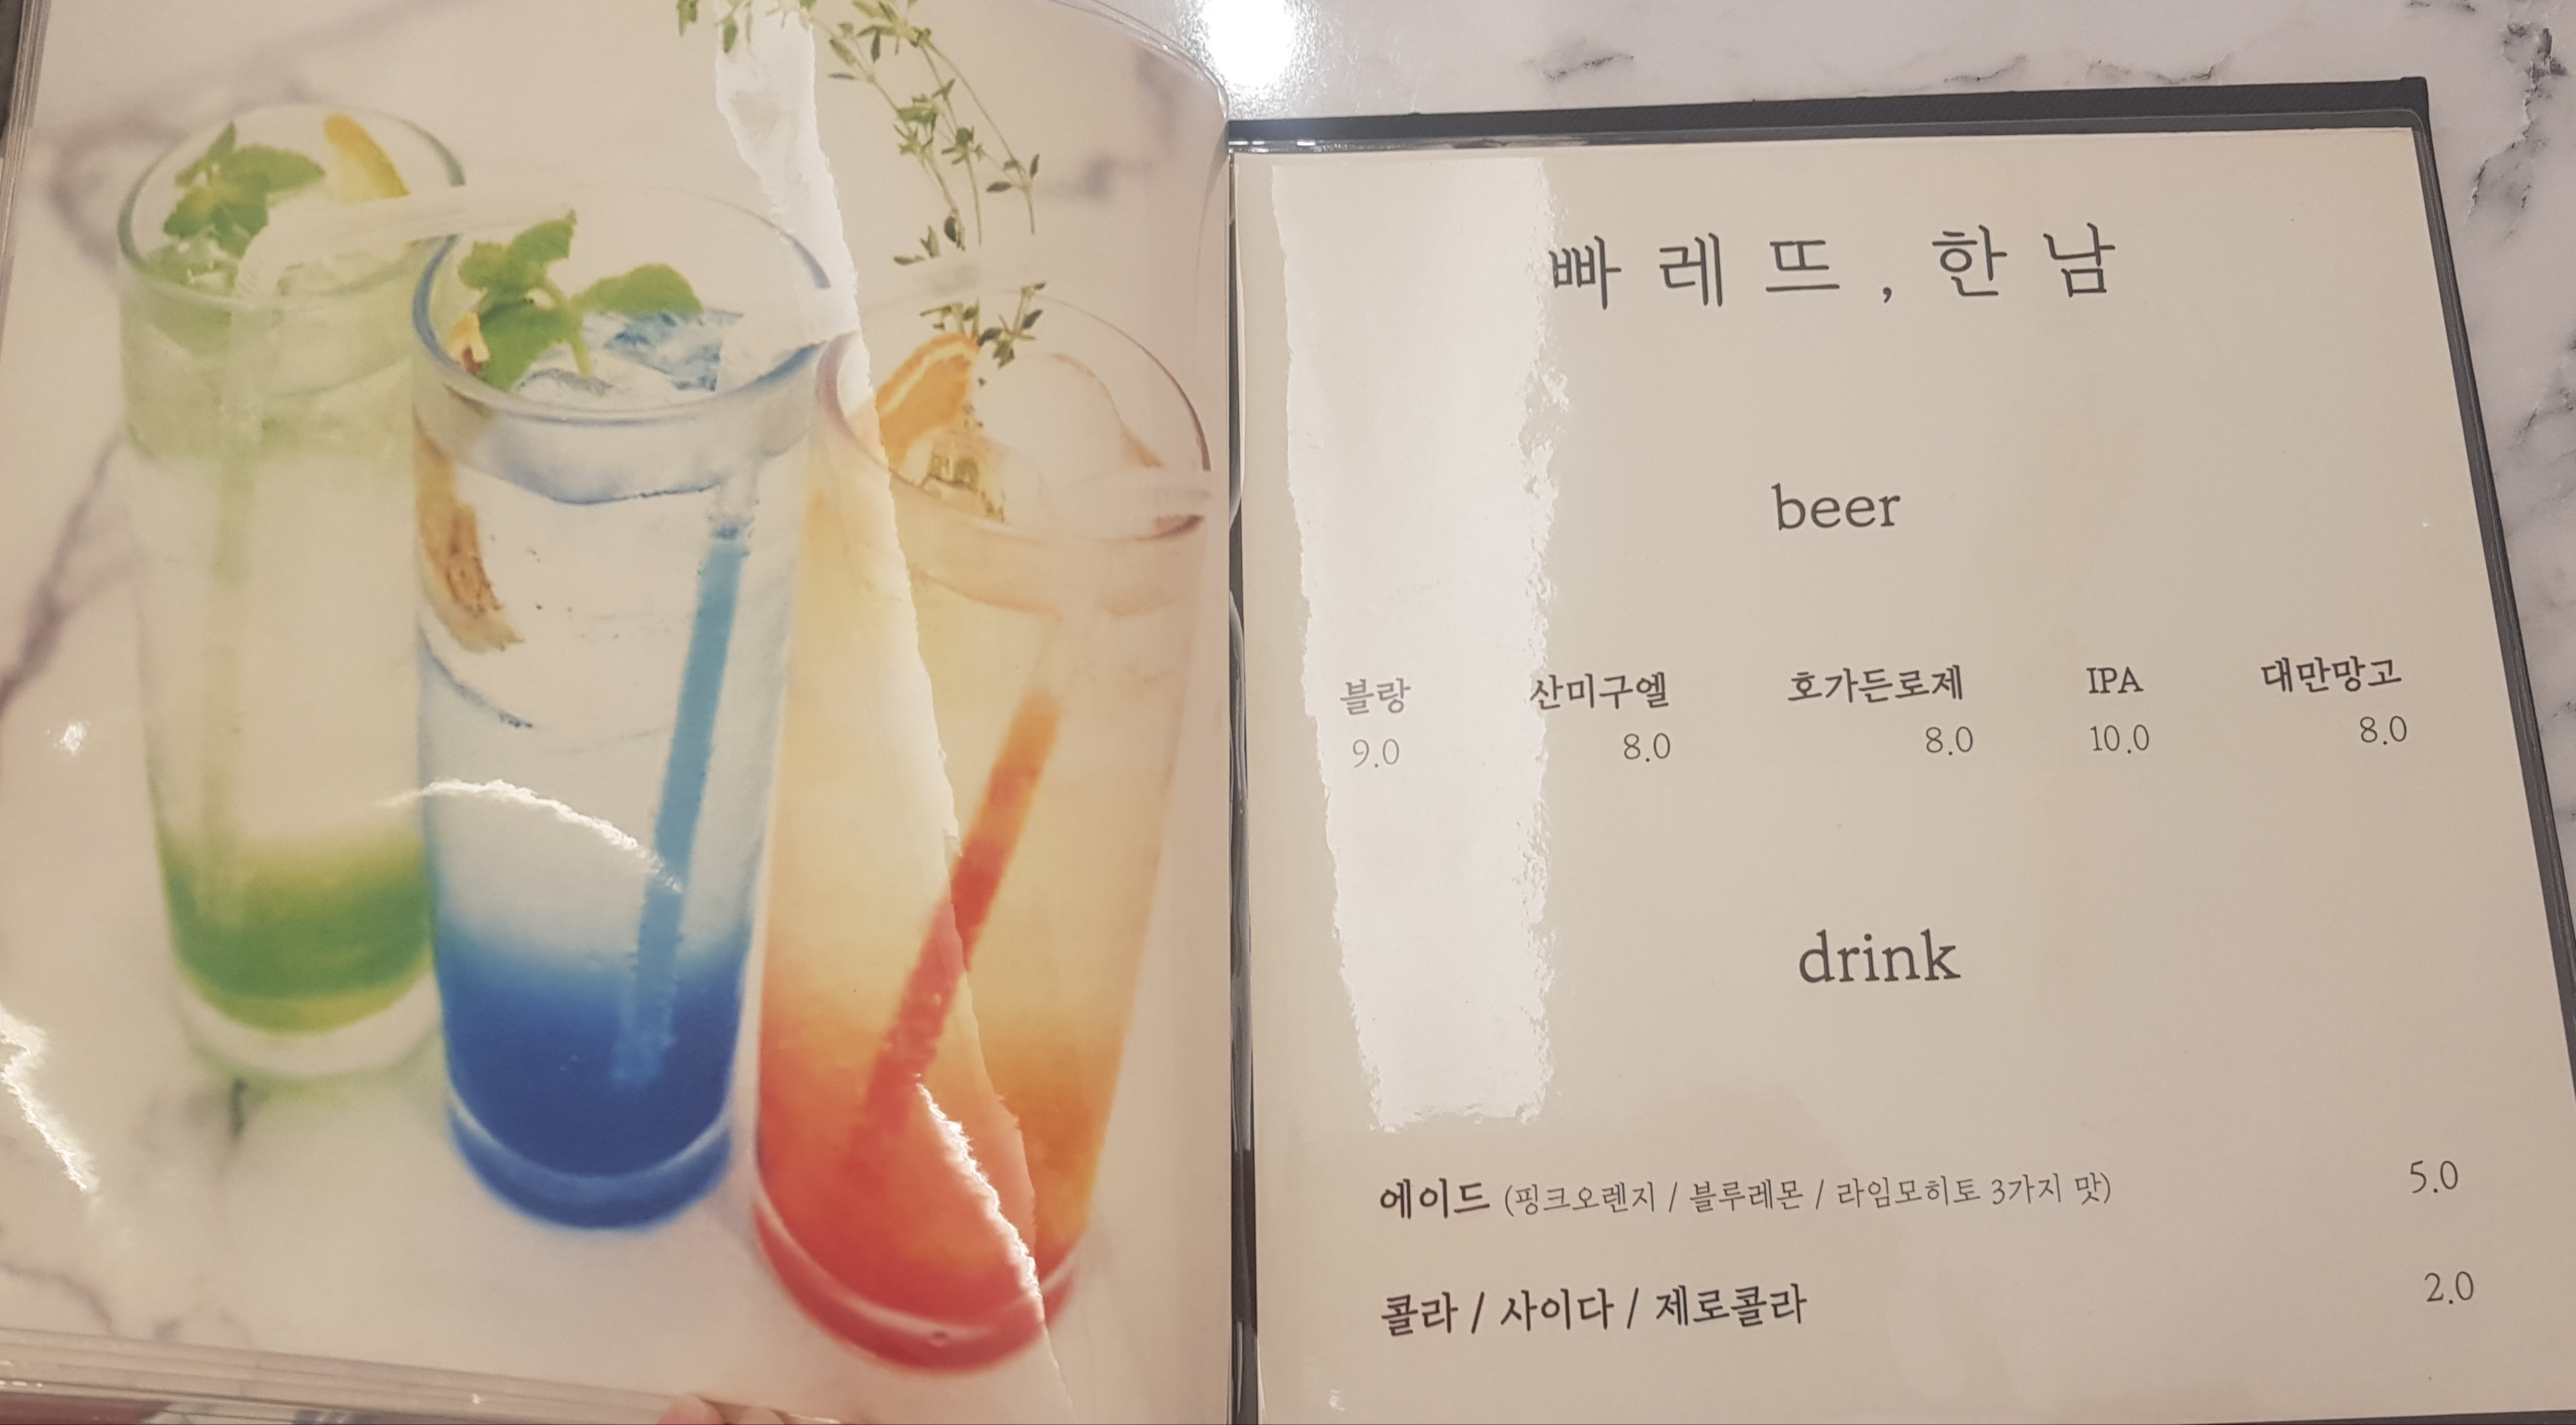 빠레뜨, 한남
beer
블랑 산미구엘 호가든로제 IPA 대만망고
9.0 8.0 8.0 10.0 8.0
drink
에이드 (핑크오렌지 / 블루레몬 / 라임모히토 3가지 맛) 5.0
콜라 / 사이다 / 제로콜라 2.0